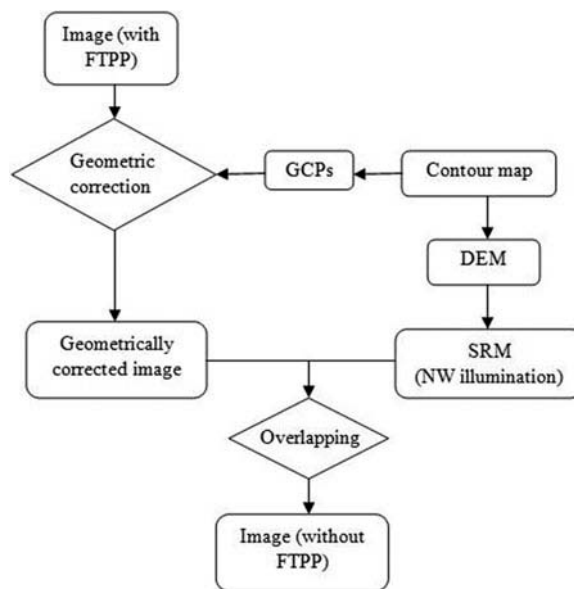 Image (with
FTPP)
Geometric
correction
GCPs
Contour map
DEM
Geometrically
corrected image
SRM
(NW illumination)
Overlapping
Image (without
FTPP)